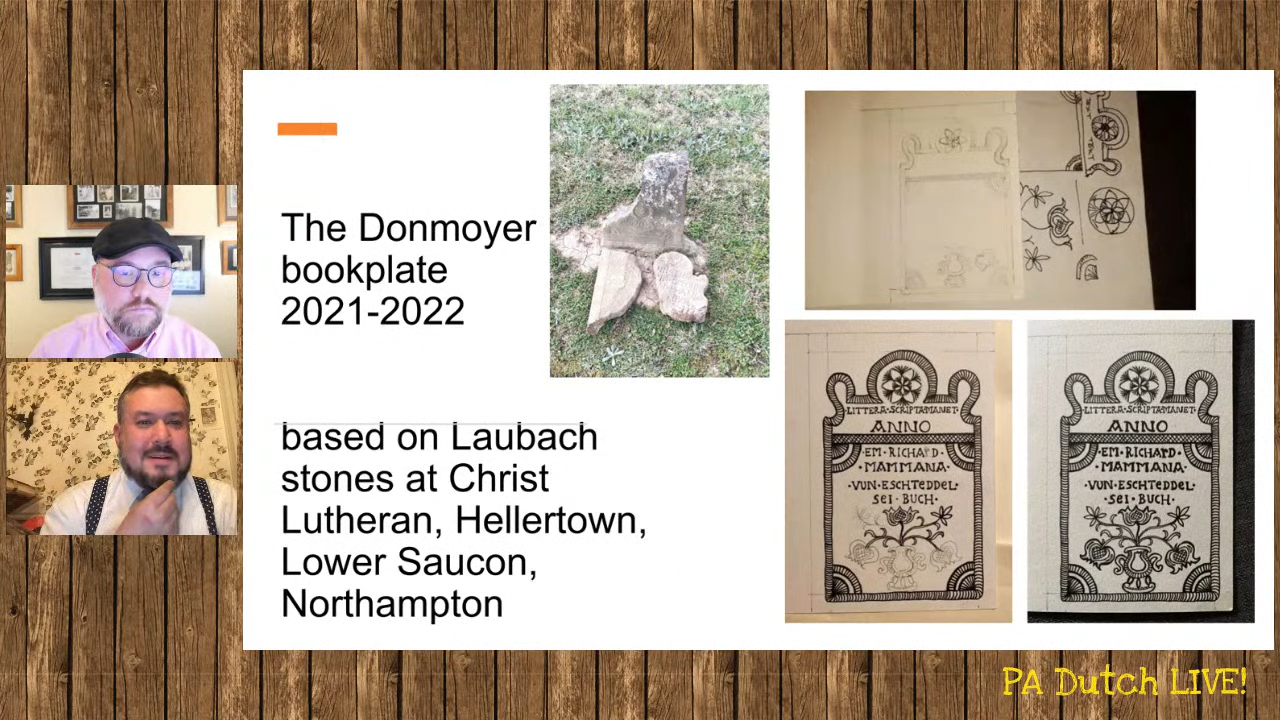 The Donmoyer
bookplate
2021-2022
based on Laubach
stones at Christ
Lutheran, Hellertown,
Lower Saucon,
Northampton
LITTERA·SCRIPTA·MANET·
ANNO
·EM·RICHARD·
·MAMMANA·
·VUN·ESCHTEDDEL·
SEI·BUCH·
LITTERA·SCRIPTA·MANET·
ANNO
·EM·RICHARD·
·MAMMANA·
·VUN·ESCHTEDDEL·
·SEI·BUCH·
PA Dutch LIVE!